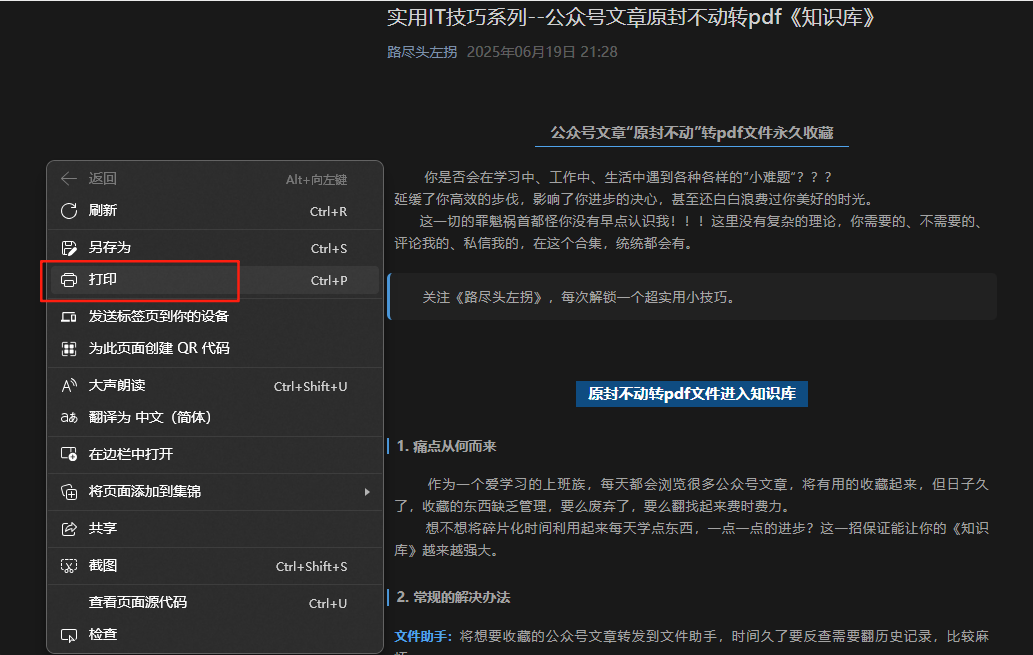 实用IT技巧系列--公众号文章原封不动转pdf《知识库》
路尽头左拐 2025年06月19日 21:28
公众号文章“原封不动”转pdf文件永久收藏
你是否会在学习中、工作中、生活中遇到各种各样的“小难题”？？？
延缓了你高效的步伐，影响了你进步的决心，甚至还白白浪费过你美好的时光。
这一切的罪魁祸首都怪你没有早点认识我！！！这里没有复杂的理论，你需要的、不需要的、
评论我的、私信我的，在这个合集，统统都会有。
关注《路尽头左拐》，每次解锁一个超实用小技巧。
原封不动转pdf文件进入知识库
1. 痛点从何而来
作为一个爱学习的上班族，每天都会浏览很多公众号文章，将有用的收藏起来，但日子久
了，收藏的东西缺乏管理，要么废弃了，要么翻找起来费时费力。
想不想将碎片化时间利用起来每天学点东西，一点一点的进步？这一招保证能让你的《知识
库》越来越强大。
2. 常规的解决办法
文件助手：将想要收藏的公众号文章转发到文件助手，时间久了要反查需要翻历史记录，比较麻
返回 Alt+向左键
刷新 Ctrl+R
另存为 Ctrl+S
打印 Ctrl+P
发送标签页到你的设备
为此页面创建 QR 代码
大声朗读 Ctrl+Shift+U
翻译为 中文（简体）
在边栏中打开
将页面添加到集锦
共享
截图 Ctrl+Shift+S
查看页面源代码 Ctrl+U
检查